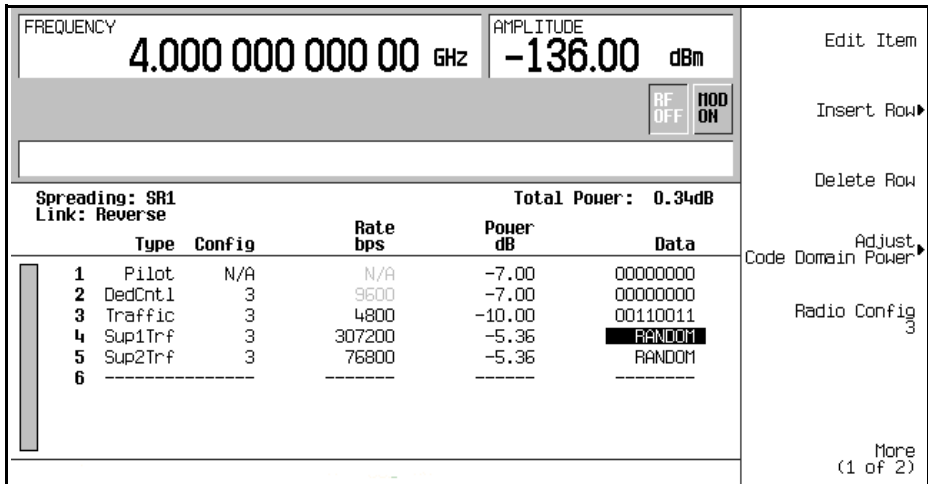 FREQUENCY
4.000 000 000 00 GHz
AMPLITUDE
-136.00 dBm
RF OFF
MOD ON
Spreading: SR1
Link: Reverse
Total Power: 0.34dB
Type Config Rate bps Power dB Data
1 Pilot N/A N/A -7.00 00000000
2 DedCntl 3 9600 -7.00 00000000
3 Traffic 3 4800 -10.00 00110011
4 Sup1Trf 3 307200 -5.36 RANDOM
5 Sup2Trf 3 76800 -5.36 RANDOM
6 --------------- ------- ------ --------
Edit Item
Insert Row
Delete Row
Adjust
Code Domain Power
Radio Config
3
More
(1 of 2)